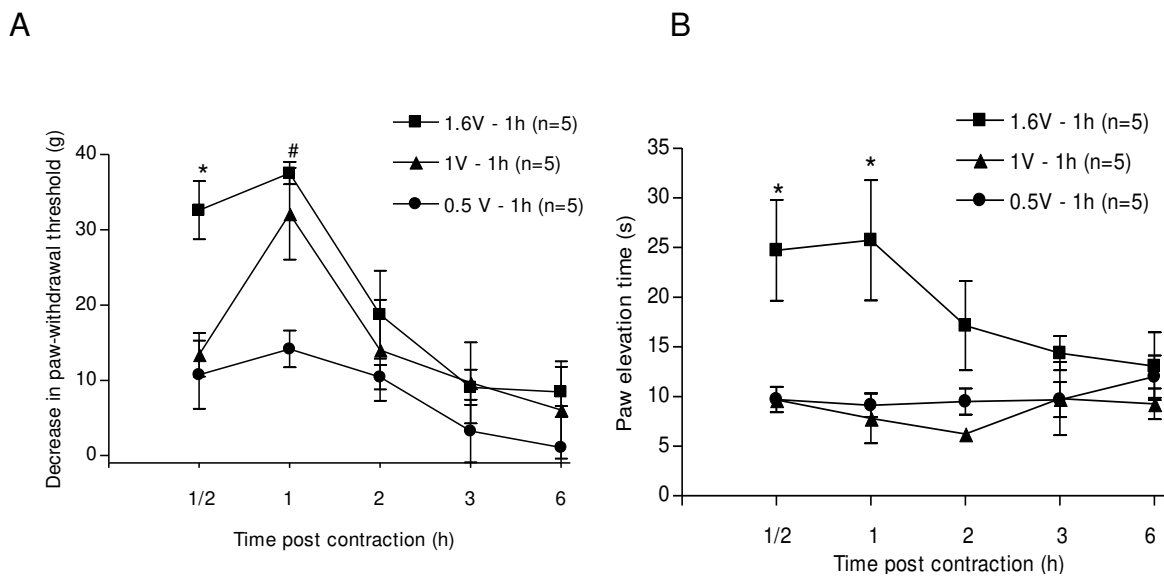 A
1.6V - 1h (n=5)
1V - 1h (n=5)
0.5 V - 1h (n=5)
Decrease in paw-withdrawal threshold (g)
40
30
20
10
0
*
#
1/2
1
2
3
6
Time post contraction (h)
B
1.6V - 1h (n=5)
1V - 1h (n=5)
0.5V - 1h (n=5)
Paw elevation time (s)
35
30
25
20
15
10
5
0
*
*
1/2
1
2
3
6
Time post contraction (h)